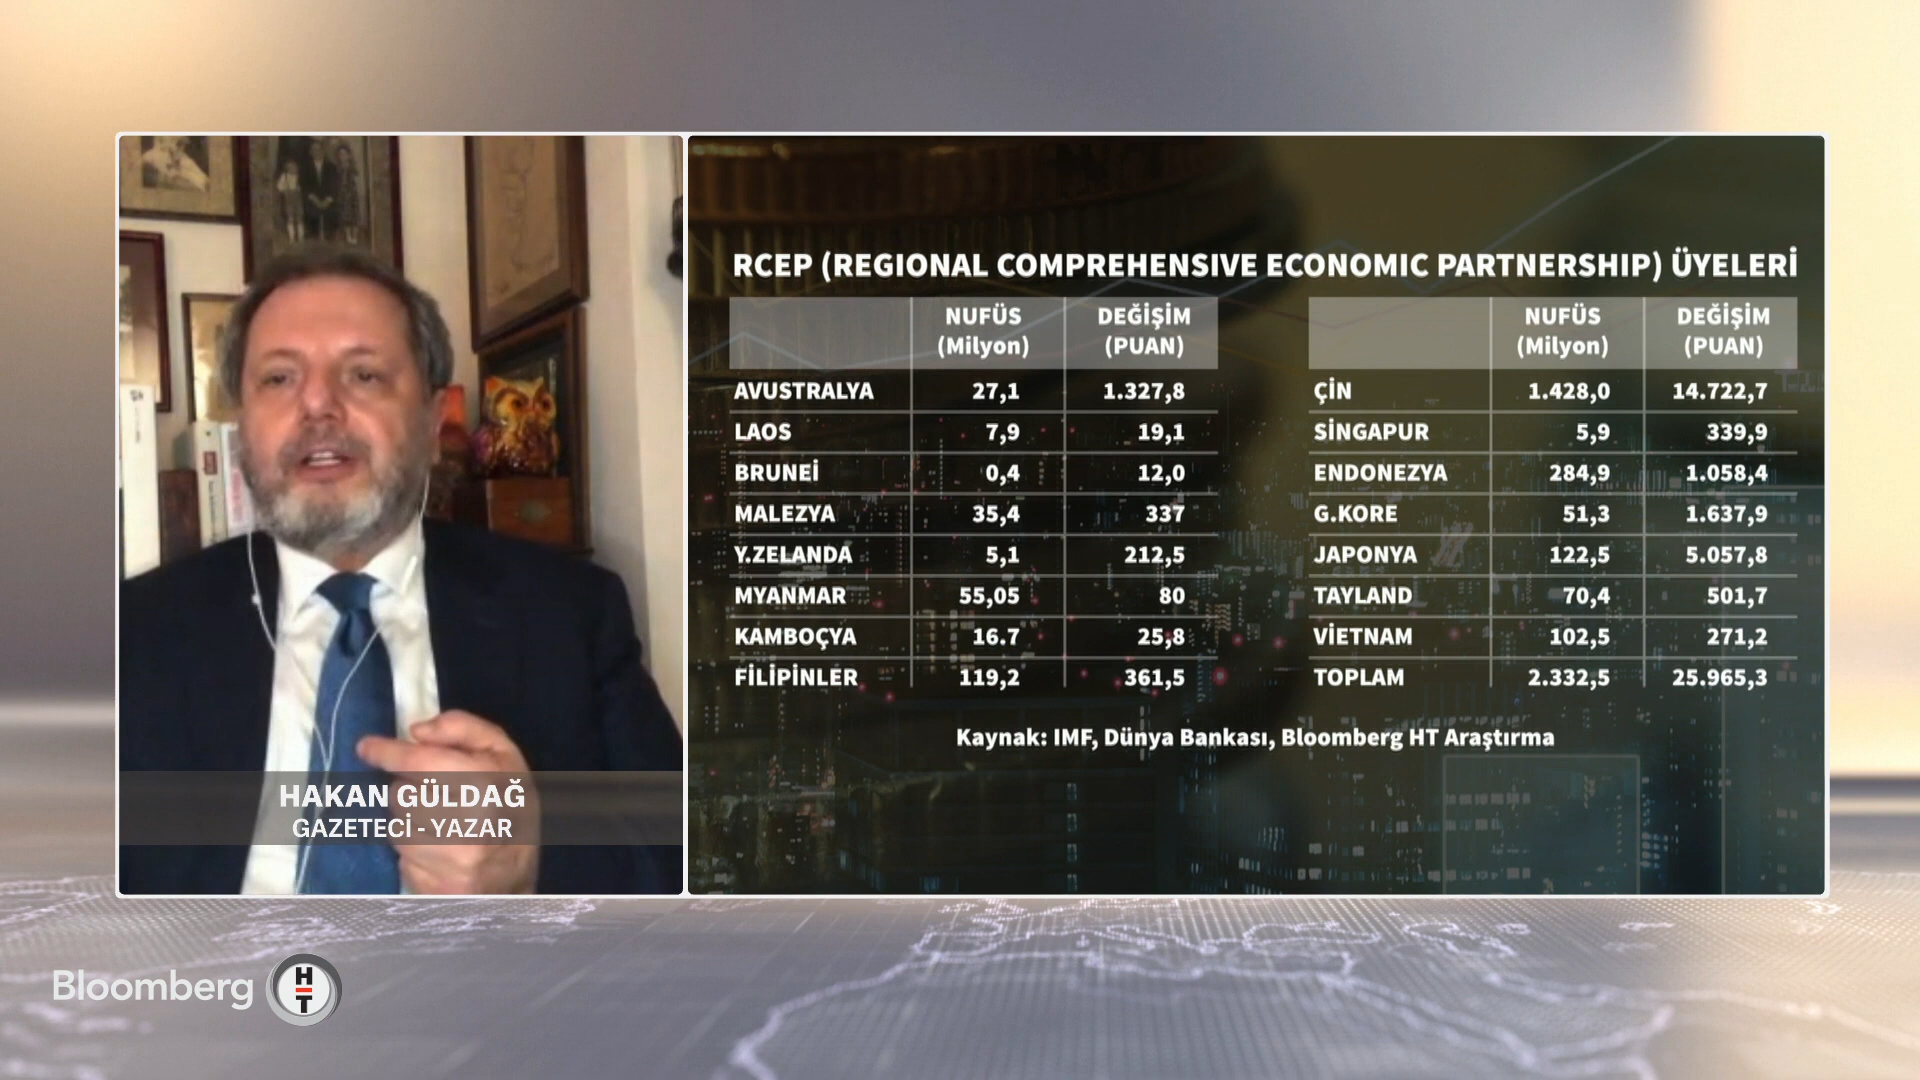 RCEP (REGIONAL COMPREHENSIVE ECONOMIC PARTNERSHIP) ÜYELERİ
NUFÜS (Milyon) DEĞİŞİM (PUAN)
AVUSTRALYA 27,1 1.327,8
LAOS 7,9 19,1
BRUNEİ 0,4 12,0
MALEZYA 35,4 337
Y.ZELANDA 5,1 212,5
MYANMAR 55,05 80
KAMBOÇYA 16.7 25,8
FİLİPİNLER 119,2 361,5
NUFÜS (Milyon) DEĞİŞİM (PUAN)
ÇİN 1.428,0 14.722,7
SİNGAPUR 5,9 339,9
ENDONEZYA 284,9 1.058,4
G.KORE 51,3 1.637,9
JAPONYA 122,5 5.057,8
TAYLAND 70,4 501,7
VİETNAM 102,5 271,2
TOPLAM 2.332,5 25.965,3
Kaynak: IMF, Dünya Bankası, Bloomberg HT Araştırma
HAKAN GÜLDAĞ
GAZETECİ - YAZAR
Bloomberg HT